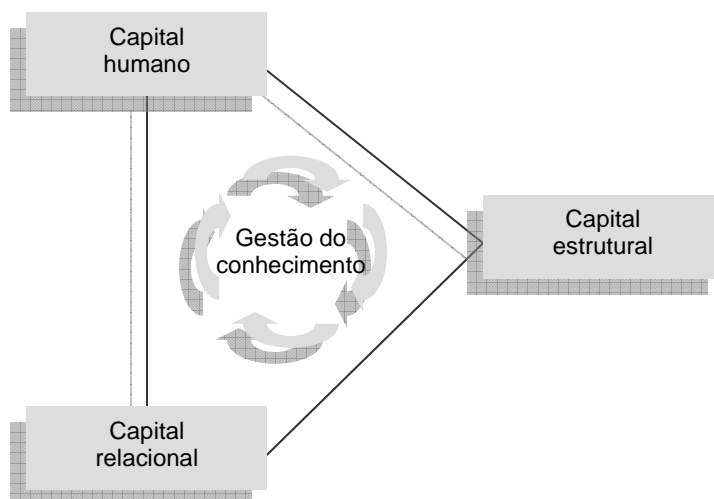 Capital
humano
Gestão do
conhecimento
Capital
estrutural
Capital
relacional